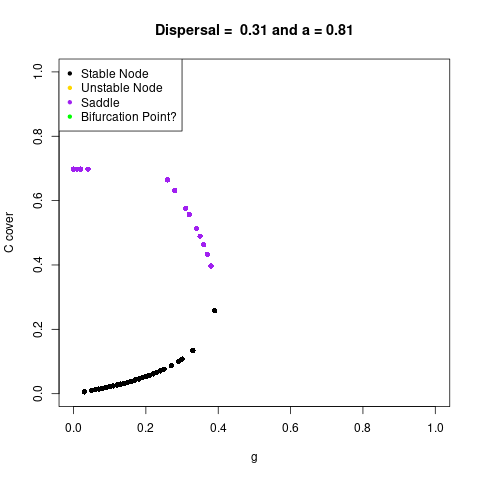 Dispersal =  0.31 and a = 0.81
Stable Node
Unstable Node
Saddle
Bifurcation Point?
C cover
1.0
0.8
0.6
0.4
0.2
0.0
0.0 0.2 0.4 0.6 0.8 1.0
g